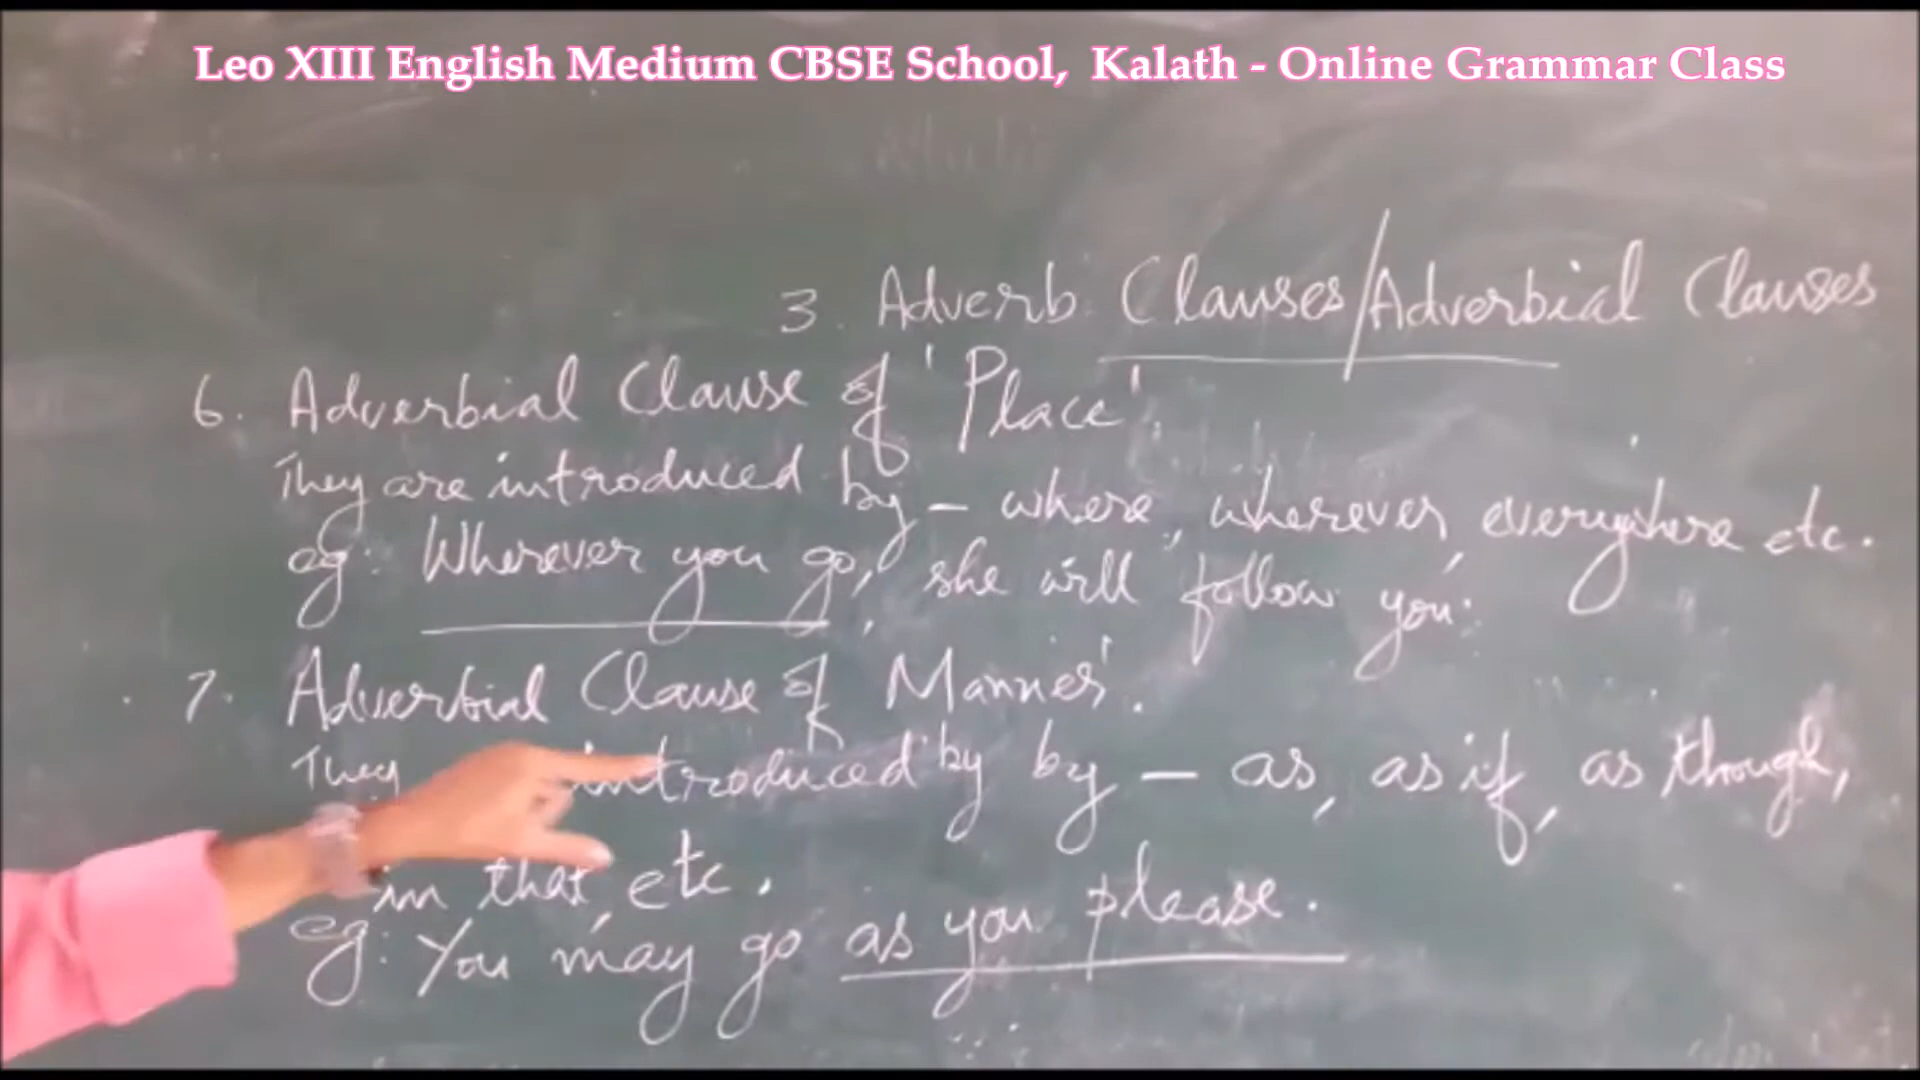 Leo XIII English Medium CBSE School, Kalath - Online Grammar Class
3. Adverb Clauses/Adverbial Clauses
6. Adverbial Clause of 'Place'.
They are introduced by - where, wherever, everywhere etc.
eg: Wherever you go, she will follow you.
7. Adverbial Clause of Manner'.
They introduced by by - as, as if, as though,
in that, etc.
eg: You may go as you please.